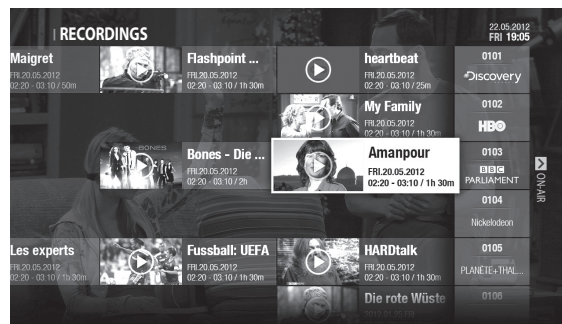 RECORDINGS
22.05.2012
FRI 19:05
Maigret
FRI.20.05.2012
02:20 - 03:10 / 50m
Flashpoint ...
FRI.20.05.2012
02:20 - 03:10 / 1h 30m
heartbeat
FRI.20.05.2012
02:20 - 03:10 / 25m
0101
Discovery
My Family
FRI.20.05.2012
02:20 - 03:10 / 1h 30m
0102
HBO
BONES
Bones - Die ...
FRI.20.05.2012
02:20 - 03:10 / 2h
Amanpour
FRI.20.05.2012
02:20 - 03:10 / 1h 30m
0103
BBC
PARLIAMENT
ON-AIR
0104
Nickelodeon
Les experts
FRI.20.05.2012
02:20 - 03:10 / 1h 30m
Fussball: UEFA
FRI.20.05.2012
02:20 - 03:10 / 1h 30m
HARDtalk
FRI.20.05.2012
02:20 - 03:10 / 1h 30m
0105
PLANÈTE+THAL...
Die rote Wüste
0106